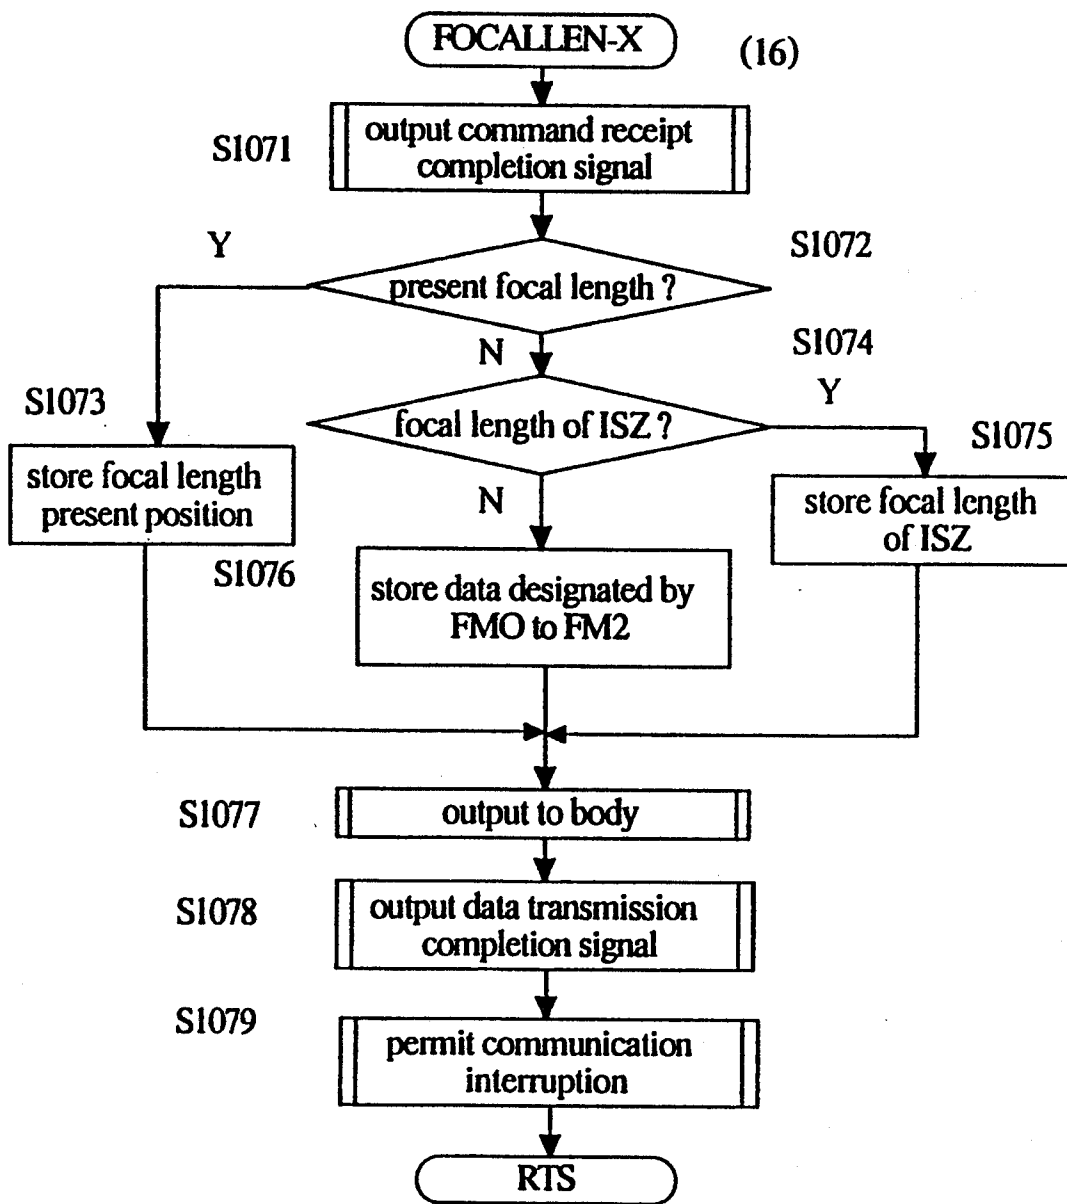 FOCALLEN-X
(16)
S1071
output command receipt
completion signal
Y
S1072
present focal length ?
N
S1074
S1073
focal length of ISZ ?
Y
S1075
store focal length
present position
N
store focal length
of ISZ
S1076
store data designated by
FMO to FM2
S1077
output to body
S1078
output data transmission
completion signal
S1079
permit communication
interruption
RTS